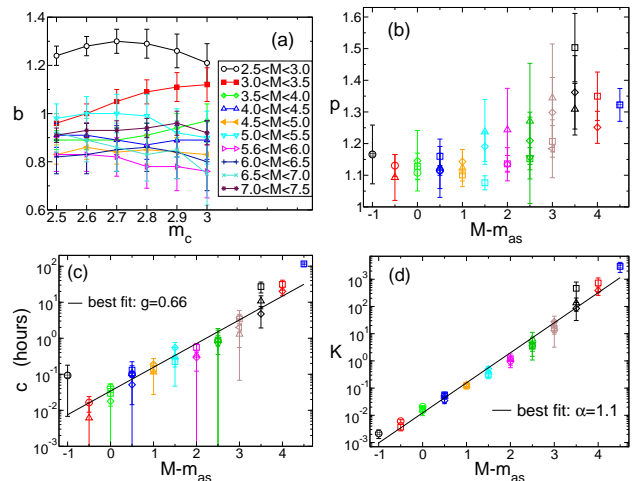 (a)
b
1.4
1.2
1
0.8
0.6
2.5 2.6 2.7 2.8 2.9 3
m_c
2.5<M<3.0
3.0<M<3.5
3.5<M<4.0
4.0<M<4.5
4.5<M<5.0
5.0<M<5.5
5.6<M<6.0
6.0<M<6.5
6.5<M<7.0
7.0<M<7.5
(b)
p
1.6
1.5
1.4
1.3
1.2
1.1
1
-1 0 1 2 3 4
M-m_as
(c)
c (hours)
10^2
10^1
10^0
10^-1
10^-2
10^-3
best fit: g=0.66
-1 0 1 2 3 4
M-m_as
(d)
K
10^3
10^2
10^1
10^0
10^-1
10^-2
10^-3
best fit: α=1.1
-1 0 1 2 3 4
M-m_as